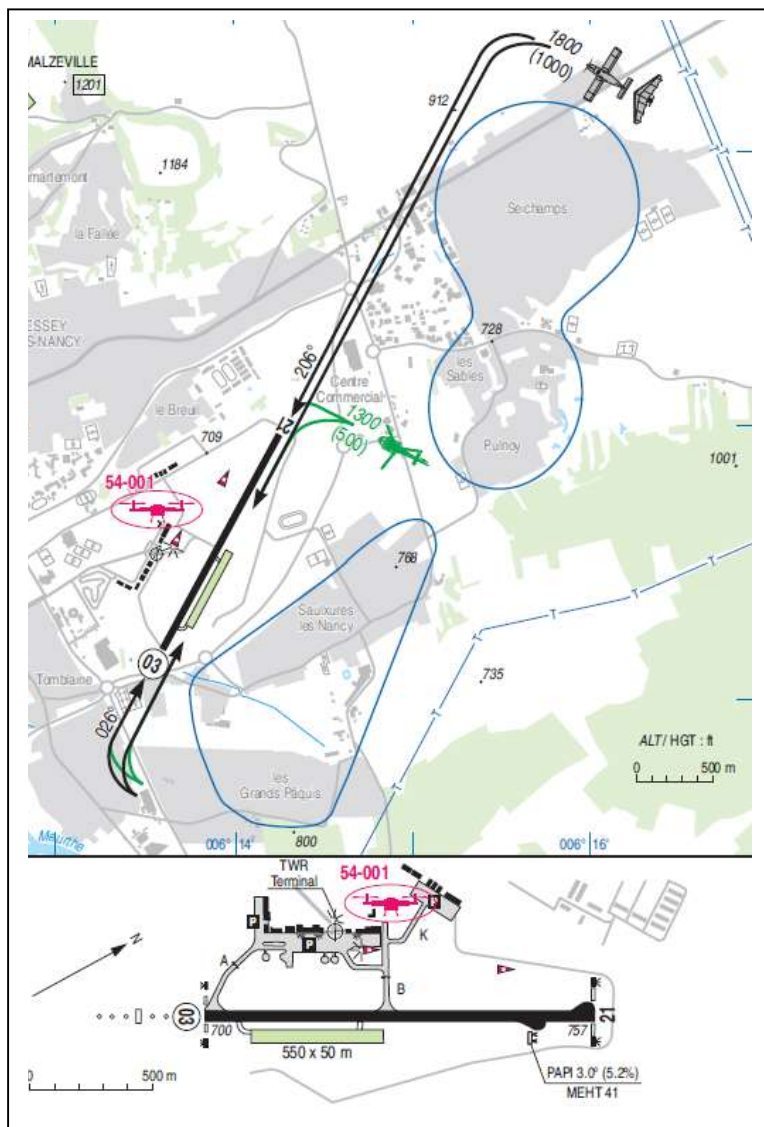 MALZEVILLE
1201
1800
(1000)
912
1184
la Fallée
Seichamps
ESSEY
S-NANCY
728
206°
les
Sables
Centre
Commercial
le Breuil
1300
(500)
Pulnoy
21
709
1001
54-001
768
Saulxures
les Nancy
03
Tomblaine
735
026°
ALT/ HGT : ft
0 500 m
les
Grands Pâquis
Meurthe
006° 14'
800
006° 16'
TWR
Terminal
54-001
P
P
P
K
N
A
B
03
21
700
757
550 x 50 m
0 500 m
PAPI 3.0° (5.2%)
MEHT 41